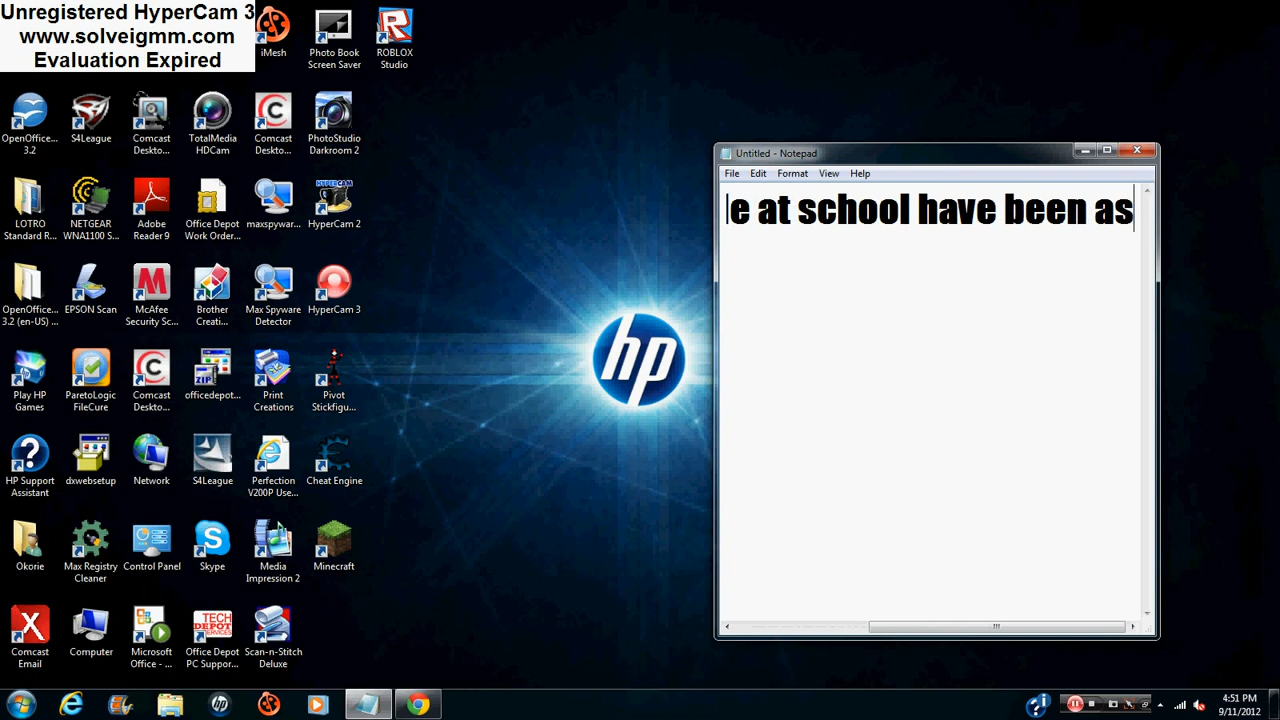 Unregistered HyperCam 3
www.solveigmm.com
Evaluation Expired
iMesh
Photo Book
Screen Saver
ROBLOX
Studio
OpenOffice...
3.2
S4League
Comcast
Deskto...
TotalMedia
HDCam
Comcast
Deskto...
PhotoStudio
Darkroom 2
LOTRO
Standard R...
NETGEAR
WNA1100 S...
Adobe
Reader 9
Office Depot
Work Order...
maxspywar...
HYPERCAM
HyperCam 2
OpenOffice...
3.2 (en-US) ...
EPSON Scan
McAfee
Security Sc...
Brother
Creati...
Max Spyware
Detector
HyperCam 3
Play HP
Games
ParetoLogic
FileCure
Comcast
Deskto...
ZIP
officedepot...
Print
Creations
Pivot
Stickfigu...
HP Support
Assistant
dxwebsetup
Network
S4League
Perfection
V200P Use...
Cheat Engine
Okorie
Max Registry
Cleaner
Control Panel
Skype
Media
Impression 2
Minecraft
Comcast
Email
Computer
Microsoft
Office - ...
TECH
DEPOT
SERVICES
Office Depot
PC Suppor...
Scan-n-Stitch
Deluxe
hp
Untitled - Notepad
File Edit Format View Help
e at school have been as
4:51 PM
9/11/2012